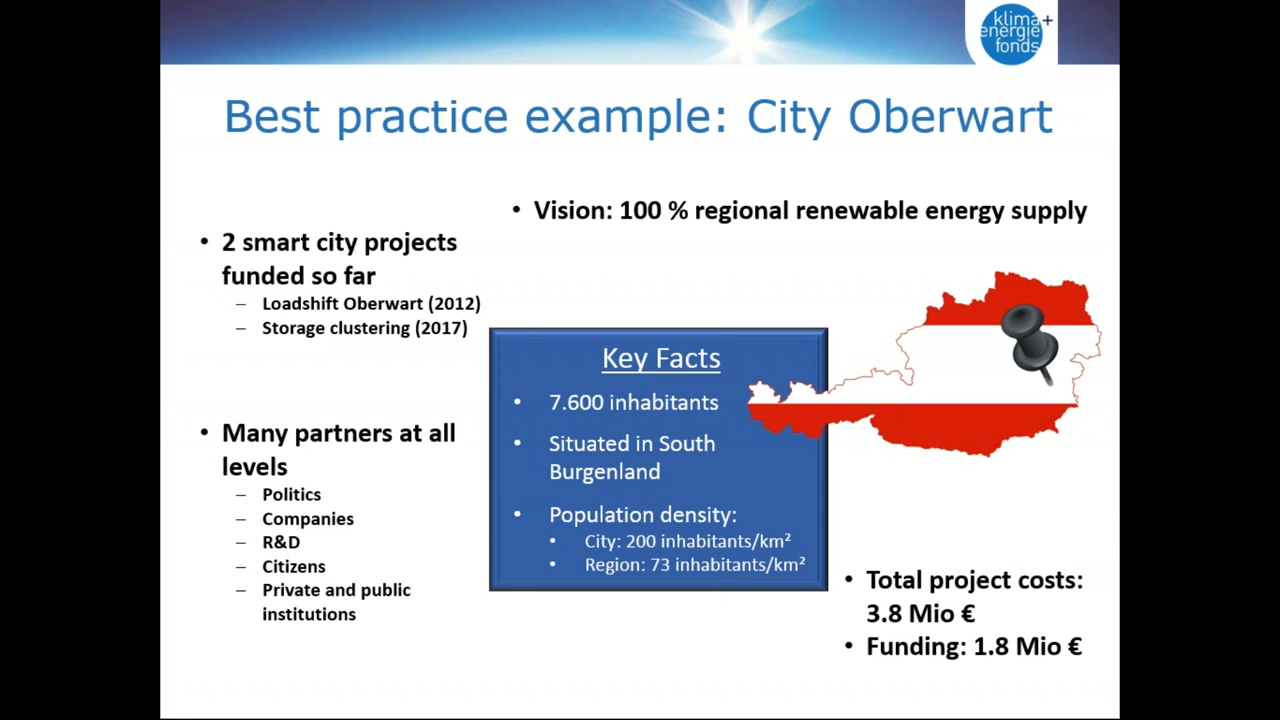 klima+
energie
fonds
Best practice example: City Oberwart
• Vision: 100 % regional renewable energy supply
• 2 smart city projects
funded so far
– Loadshift Oberwart (2012)
– Storage clustering (2017)
• Many partners at all
levels
– Politics
– Companies
– R&D
– Citizens
– Private and public
institutions
Key Facts
• 7.600 inhabitants
• Situated in South
Burgenland
• Population density:
• City: 200 inhabitants/km²
• Region: 73 inhabitants/km²
• Total project costs:
3.8 Mio €
• Funding: 1.8 Mio €